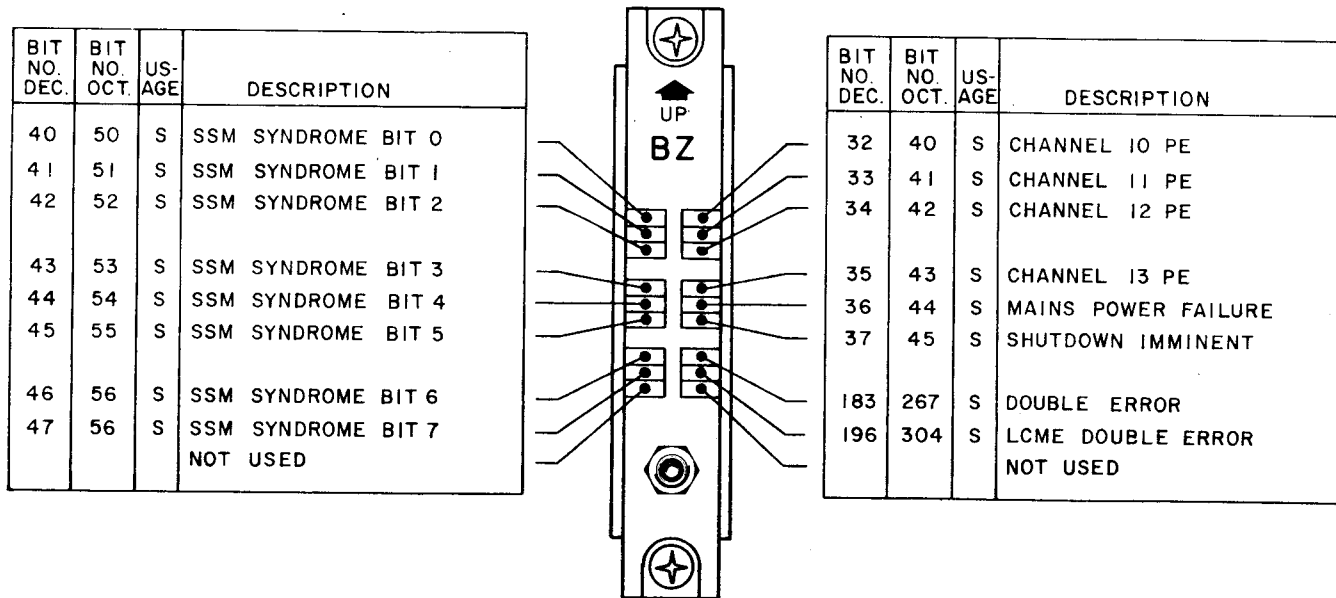 BIT NO. DEC. BIT NO. OCT. US-AGE DESCRIPTION
40 50 S SSM SYNDROME BIT 0
41 51 S SSM SYNDROME BIT 1
42 52 S SSM SYNDROME BIT 2
43 53 S SSM SYNDROME BIT 3
44 54 S SSM SYNDROME BIT 4
45 55 S SSM SYNDROME BIT 5
46 56 S SSM SYNDROME BIT 6
47 56 S SSM SYNDROME BIT 7
NOT USED
UP
BZ
BIT NO. DEC. BIT NO. OCT. US-AGE DESCRIPTION
32 40 S CHANNEL 10 PE
33 41 S CHANNEL 11 PE
34 42 S CHANNEL 12 PE
35 43 S CHANNEL 13 PE
36 44 S MAINS POWER FAILURE
37 45 S SHUTDOWN IMMINENT
183 267 S DOUBLE ERROR
196 304 S LCME DOUBLE ERROR
NOT USED